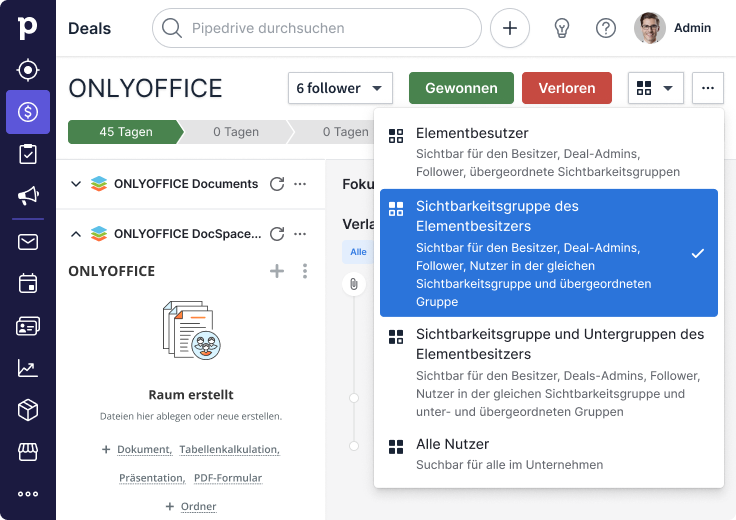 p
Deals
Pipedrive durchsuchen
Admin
ONLYOFFICE
6 follower
Gewonnen
Verloren
45 Tagen
0 Tagen
0 Tagen
ONLYOFFICE Documents
ONLYOFFICE DocSpace...
ONLYOFFICE
Raum erstellt
Dateien hier ablegen oder neue erstellen.
+ Dokument, Tabellenkalkulation,
Präsentation, PDF-Formular
+ Ordner
Foku
Verla
Alle
Elementbesutzer
Sichtbar für den Besitzer, Deal-Admins,
Follower, übergeordnete Sichtbarkeitsgruppen
Sichtbarkeitsgruppe des
Elementbesitzers
Sichtbar für den Besitzer, Deal-Admins,
Follower, Nutzer in der gleichen
Sichtbarkeitsgruppe und übergeordneten
Gruppe
Sichtbarkeitsgruppe und Untergruppen des
Elementbesitzers
Sichtbar für den Besitzer, Deals-Admins, Follower,
Nutzer in der gleichen Sichtbarkeitsgruppe und
unter- und übergeordneten Gruppen
Alle Nutzer
Suchbar für alle im Unternehmen